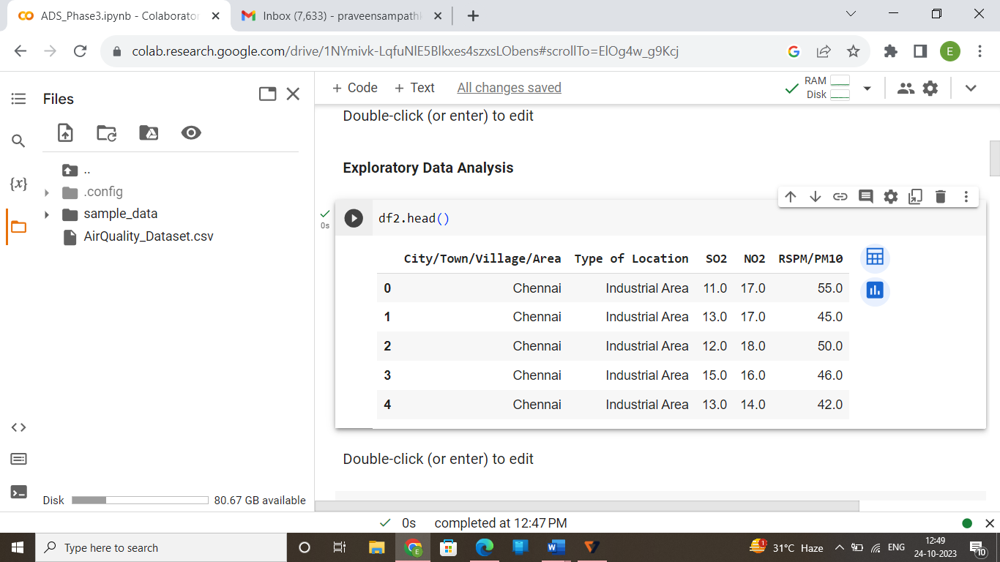 ADS_Phase3.ipynb - Colaborator
Inbox (7,633) - praveensampath
colab.research.google.com/drive/1NYmivk-LqfuNlE5Blkxes4szxsLObens#scrollTo=ElOg4w_g9Kcj
E
Files
+ Code + Text All changes saved
RAM
Disk
Double-click (or enter) to edit
Exploratory Data Analysis
..
.config
sample_data
AirQuality_Dataset.csv
{x}
0s
df2.head()
City/Town/Village/Area Type of Location SO2 NO2 RSPM/PM10
0 Chennai Industrial Area 11.0 17.0 55.0
1 Chennai Industrial Area 13.0 17.0 45.0
2 Chennai Industrial Area 12.0 18.0 50.0
3 Chennai Industrial Area 15.0 16.0 46.0
4 Chennai Industrial Area 13.0 14.0 42.0
Double-click (or enter) to edit
Disk 80.67 GB available
0s completed at 12:47 PM
Type here to search
31°C Haze
ENG
12:49
24-10-2023
10